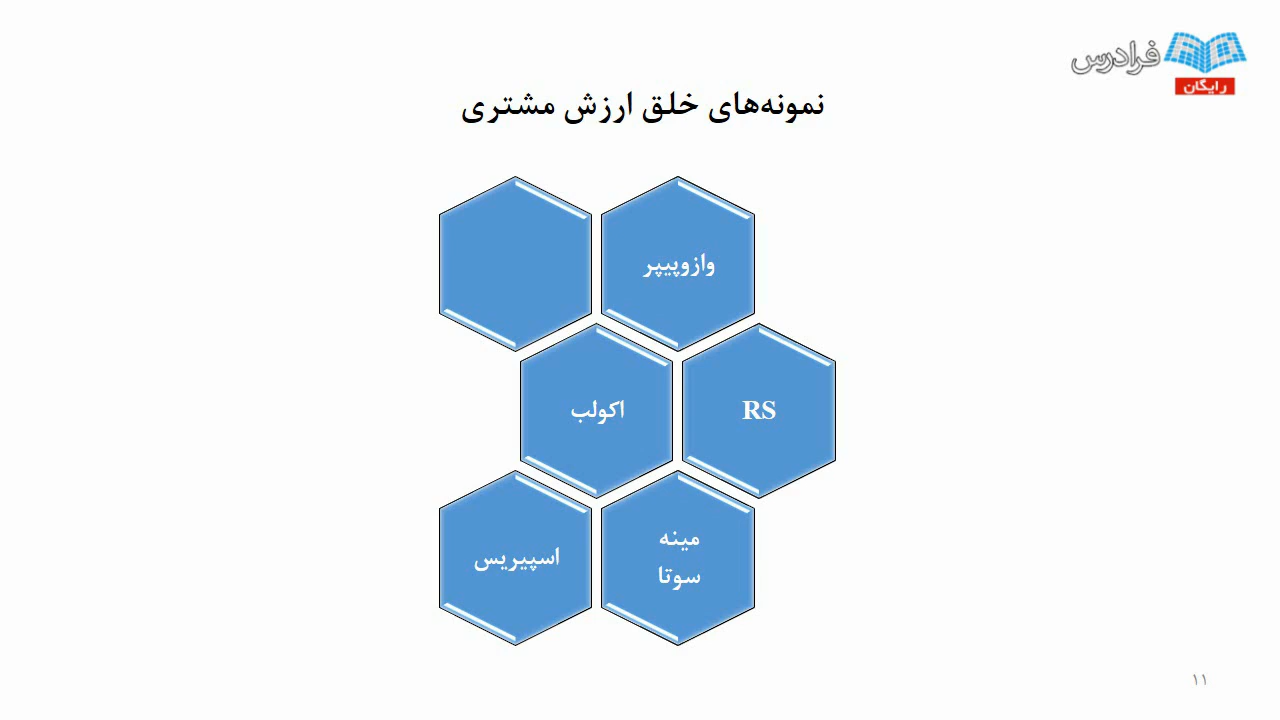 فرادرس
رایگان
نمونه‌های خلق ارزش مشتری
وازوپیپر
RS
اکولب
مینه
سوتا
اسپیریس
۱۱